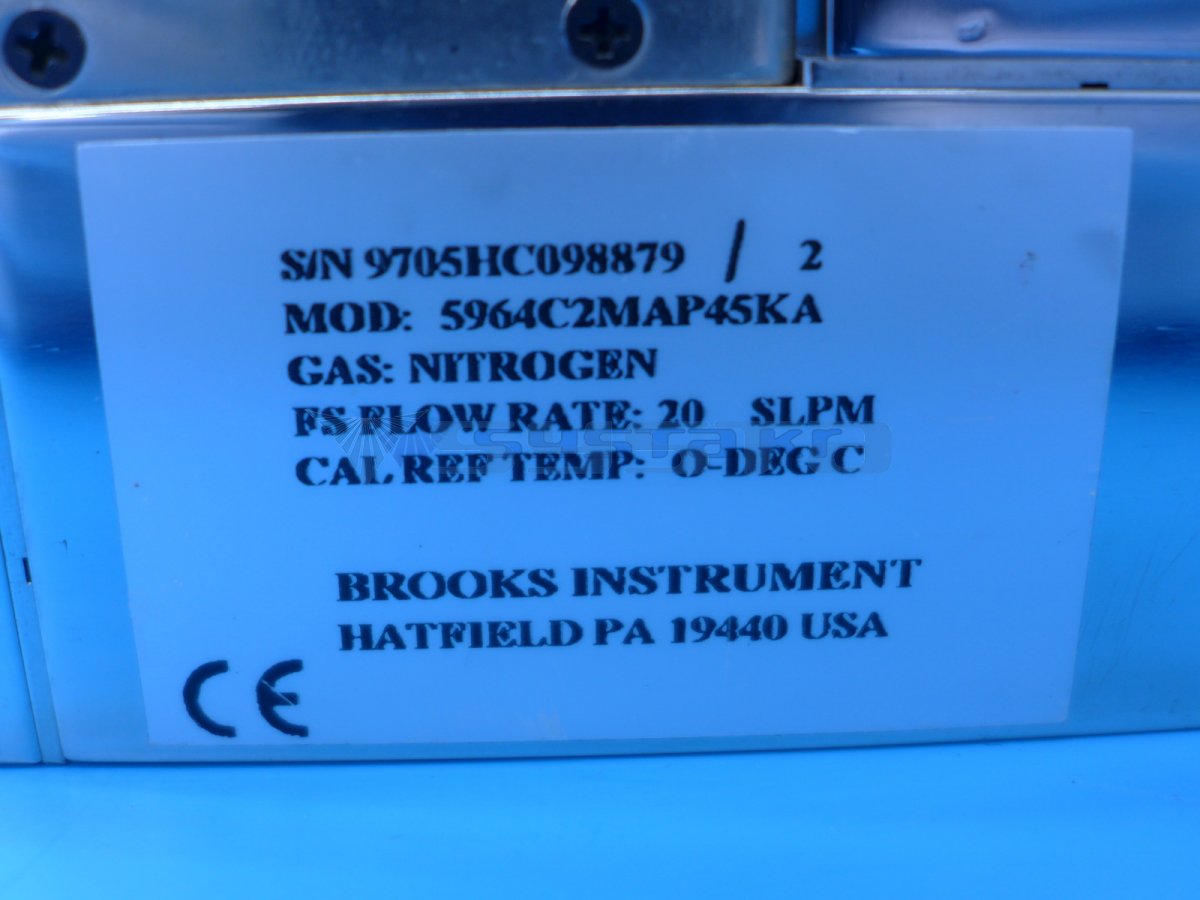 S/N 9705HC098879 / 2
MOD: 5964C2MAP45KA
GAS: NITROGEN
FS FLOW RATE: 20 SLPM
systakr
CAL REF TEMP: O-DEG C
BROOKS INSTRUMENT
HATFIELD PA 19440 USA
CE